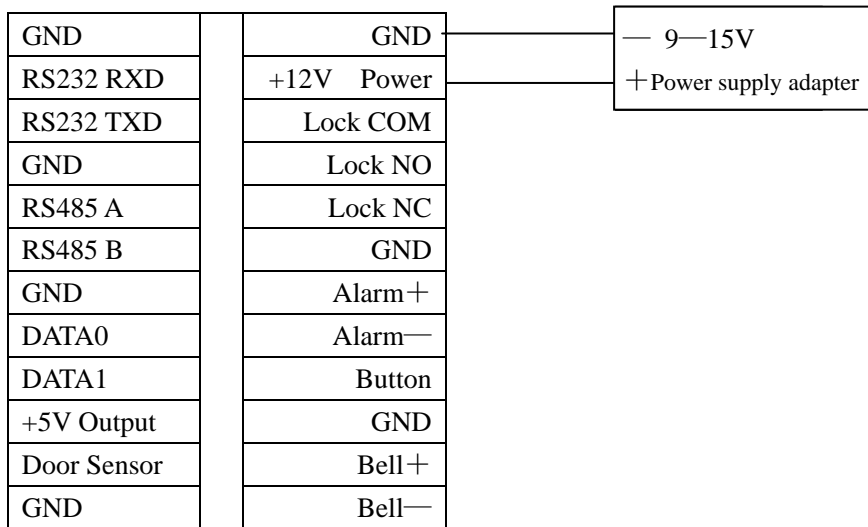 GND GND — 9—15V
RS232 RXD +12V Power ＋Power supply adapter
RS232 TXD Lock COM
GND Lock NO
RS485 A Lock NC
RS485 B GND
GND Alarm＋
DATA0 Alarm—
DATA1 Button
+5V Output GND
Door Sensor Bell＋
GND Bell—